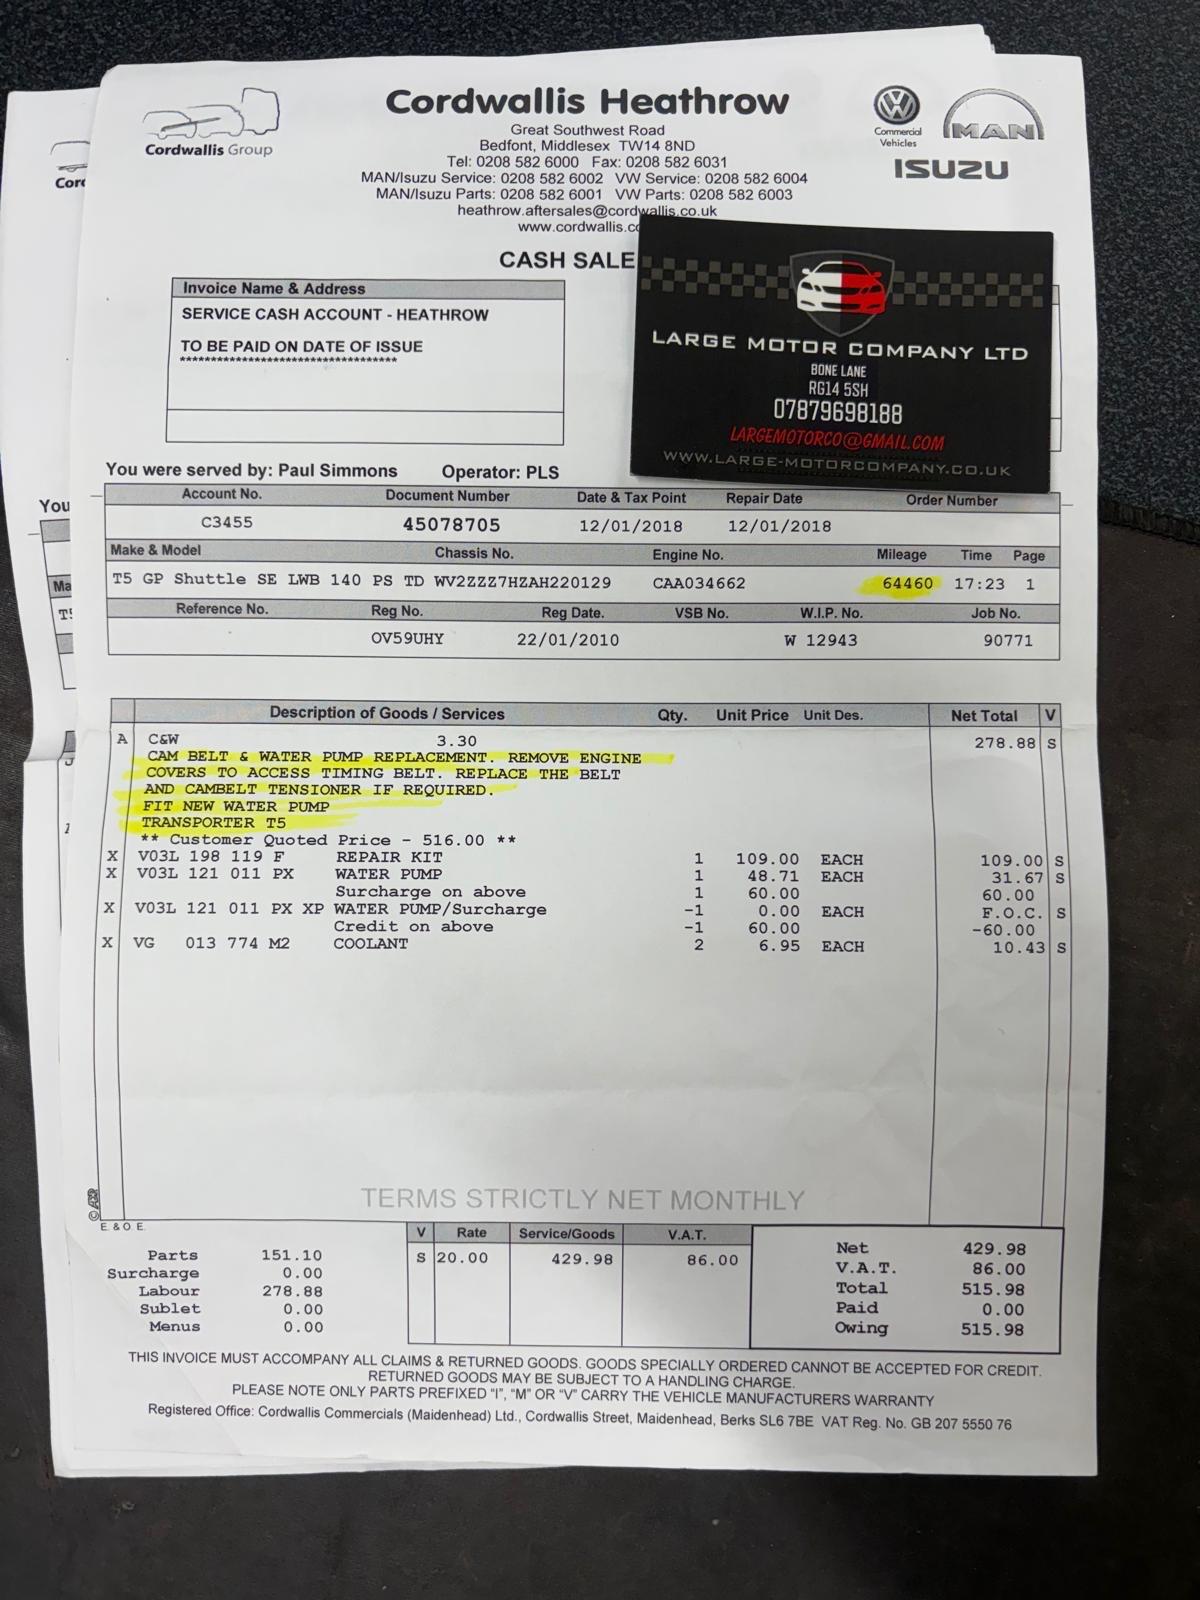 Cordwallis Heathrow
Great Southwest Road
Bedfont, Middlesex TW14 8ND
Tel: 0208 582 6000 Fax: 0208 582 6031
MAN/Isuzu Service: 0208 582 6002 VW Service: 0208 582 6004
MAN/Isuzu Parts: 0208 582 6001 VW Parts: 0208 582 6003
heathrow.aftersales@cordwallis.co.uk
www.cordwallis.co
Cordwallis Group
Commercial
Vehicles
MAN
ISUZU
CASH SALE
Invoice Name & Address
SERVICE CASH ACCOUNT - HEATHROW
TO BE PAID ON DATE OF ISSUE
***********************************
LARGE MOTOR COMPANY LTD
BONE LANE
RG14 5SH
07879698188
LARGEMOTORCO@GMAIL.COM
WWW.LARGE-MOTORCOMPANY.CO.UK
You were served by: Paul Simmons Operator: PLS
Account No. Document Number Date & Tax Point Repair Date Order Number
C3455 45078705 12/01/2018 12/01/2018
Make & Model Chassis No. Engine No. Mileage Time Page
T5 GP Shuttle SE LWB 140 PS TD WV2ZZZ7HZAH220129 CAA034662 64460 17:23 1
Reference No. Reg No. Reg Date. VSB No. W.I.P. No. Job No.
OV59UHY 22/01/2010 W 12943 90771
Description of Goods / Services Qty. Unit Price Unit Des. Net Total V
A C&W 3.30 278.88 S
CAM BELT & WATER PUMP REPLACEMENT. REMOVE ENGINE
COVERS TO ACCESS TIMING BELT. REPLACE THE BELT
AND CAMBELT TENSIONER IF REQUIRED.
FIT NEW WATER PUMP
TRANSPORTER T5
** Customer Quoted Price - 516.00 **
X V03L 198 119 F REPAIR KIT 1 109.00 EACH 109.00 S
X V03L 121 011 PX WATER PUMP 1 48.71 EACH 31.67 S
Surcharge on above 1 60.00 60.00
X V03L 121 011 PX XP WATER PUMP/Surcharge -1 0.00 EACH F.O.C. S
Credit on above -1 60.00 -60.00
X VG 013 774 M2 COOLANT 2 6.95 EACH 10.43 S
TERMS STRICTLY NET MONTHLY
E. & O. E.
V Rate Service/Goods V.A.T.
S 20.00 429.98 86.00
Parts 151.10
Surcharge 0.00
Labour 278.88
Sublet 0.00
Menus 0.00
Net 429.98
V.A.T. 86.00
Total 515.98
Paid 0.00
Owing 515.98
THIS INVOICE MUST ACCOMPANY ALL CLAIMS & RETURNED GOODS. GOODS SPECIALLY ORDERED CANNOT BE ACCEPTED FOR CREDIT.
RETURNED GOODS MAY BE SUBJECT TO A HANDLING CHARGE.
PLEASE NOTE ONLY PARTS PREFIXED "I", "M" OR "V" CARRY THE VEHICLE MANUFACTURERS WARRANTY
Registered Office: Cordwallis Commercials (Maidenhead) Ltd., Cordwallis Street, Maidenhead, Berks SL6 7BE VAT Reg. No. GB 207 5550 76